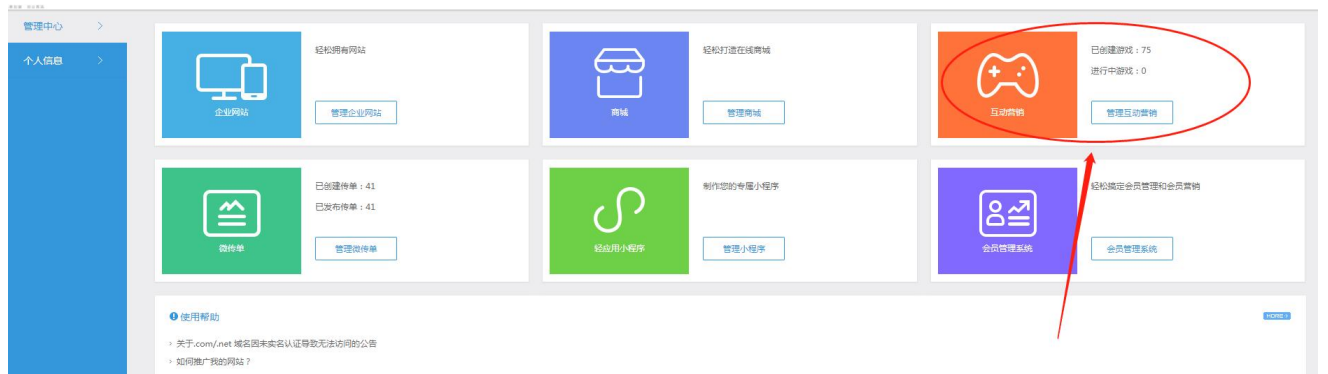 管理中心
个人信息
轻松拥有网站
企业网站
管理企业网站
轻松打造在线商城
商城
管理商城
已创建游戏：75
进行中游戏：0
互动营销
管理互动营销
已创建传单：41
已发布传单：41
微传单
管理微传单
制作您的专属小程序
轻应用小程序
管理小程序
轻松搞定会员管理和会员营销
会员管理系统
会员管理系统
使用帮助
HOME >
关于.com/.net 域名因未实名认证导致无法访问的公告
如何推广我的网站？